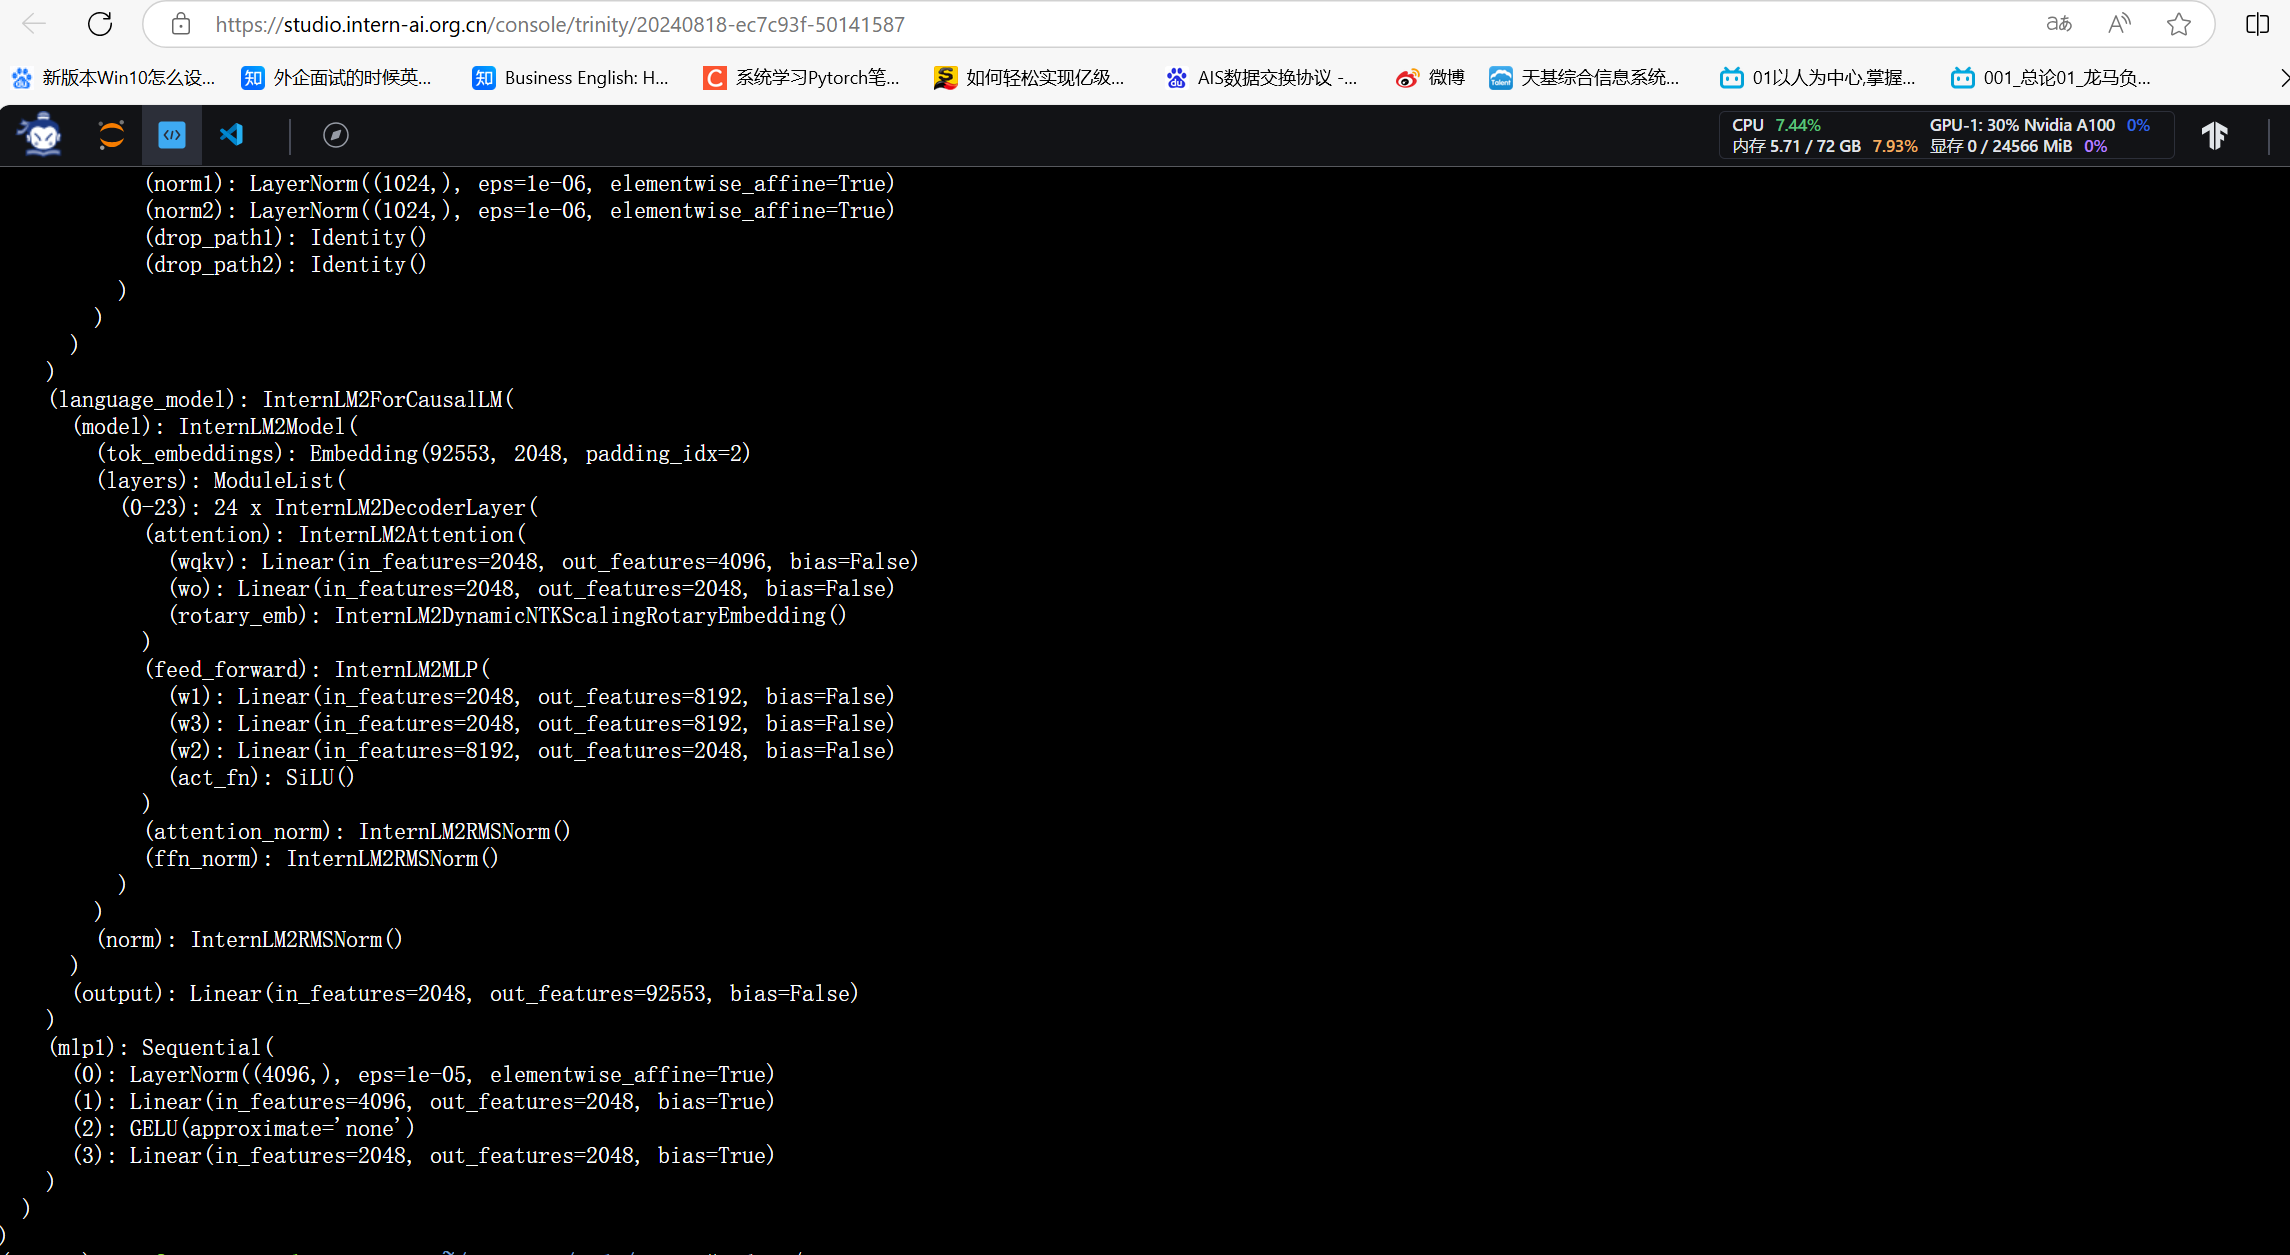 https://studio.intern-ai.org.cn/console/trinity/20240818-ec7c93f-50141587
新版本Win10怎么设... 外企面试的时候英... Business English: H... 系统学习Pytorch笔... 如何轻松实现亿级... AIS数据交换协议 -... 微博 天基综合信息系统... 01以人为中心,掌握... 001_总论01_龙马负...
CPU 7.44% GPU-1: 30% Nvidia A100 0%
内存 5.71 / 72 GB 7.93% 显存 0 / 24566 MiB 0%
(norm1): LayerNorm((1024,), eps=1e-06, elementwise_affine=True)
(norm2): LayerNorm((1024,), eps=1e-06, elementwise_affine=True)
(drop_path1): Identity()
(drop_path2): Identity()
)
)
)
)
(language_model): InternLM2ForCausalLM(
(model): InternLM2Model(
(tok_embeddings): Embedding(92553, 2048, padding_idx=2)
(layers): ModuleList(
(0-23): 24 x InternLM2DecoderLayer(
(attention): InternLM2Attention(
(wqkv): Linear(in_features=2048, out_features=4096, bias=False)
(wo): Linear(in_features=2048, out_features=2048, bias=False)
(rotary_emb): InternLM2DynamicNTKScalingRotaryEmbedding()
)
(feed_forward): InternLM2MLP(
(w1): Linear(in_features=2048, out_features=8192, bias=False)
(w3): Linear(in_features=2048, out_features=8192, bias=False)
(w2): Linear(in_features=8192, out_features=2048, bias=False)
(act_fn): SiLU()
)
(attention_norm): InternLM2RMSNorm()
(ffn_norm): InternLM2RMSNorm()
)
)
(norm): InternLM2RMSNorm()
)
(output): Linear(in_features=2048, out_features=92553, bias=False)
)
(mlp1): Sequential(
(0): LayerNorm((4096,), eps=1e-05, elementwise_affine=True)
(1): Linear(in_features=4096, out_features=2048, bias=True)
(2): GELU(approximate='none')
(3): Linear(in_features=2048, out_features=2048, bias=True)
)
)
)